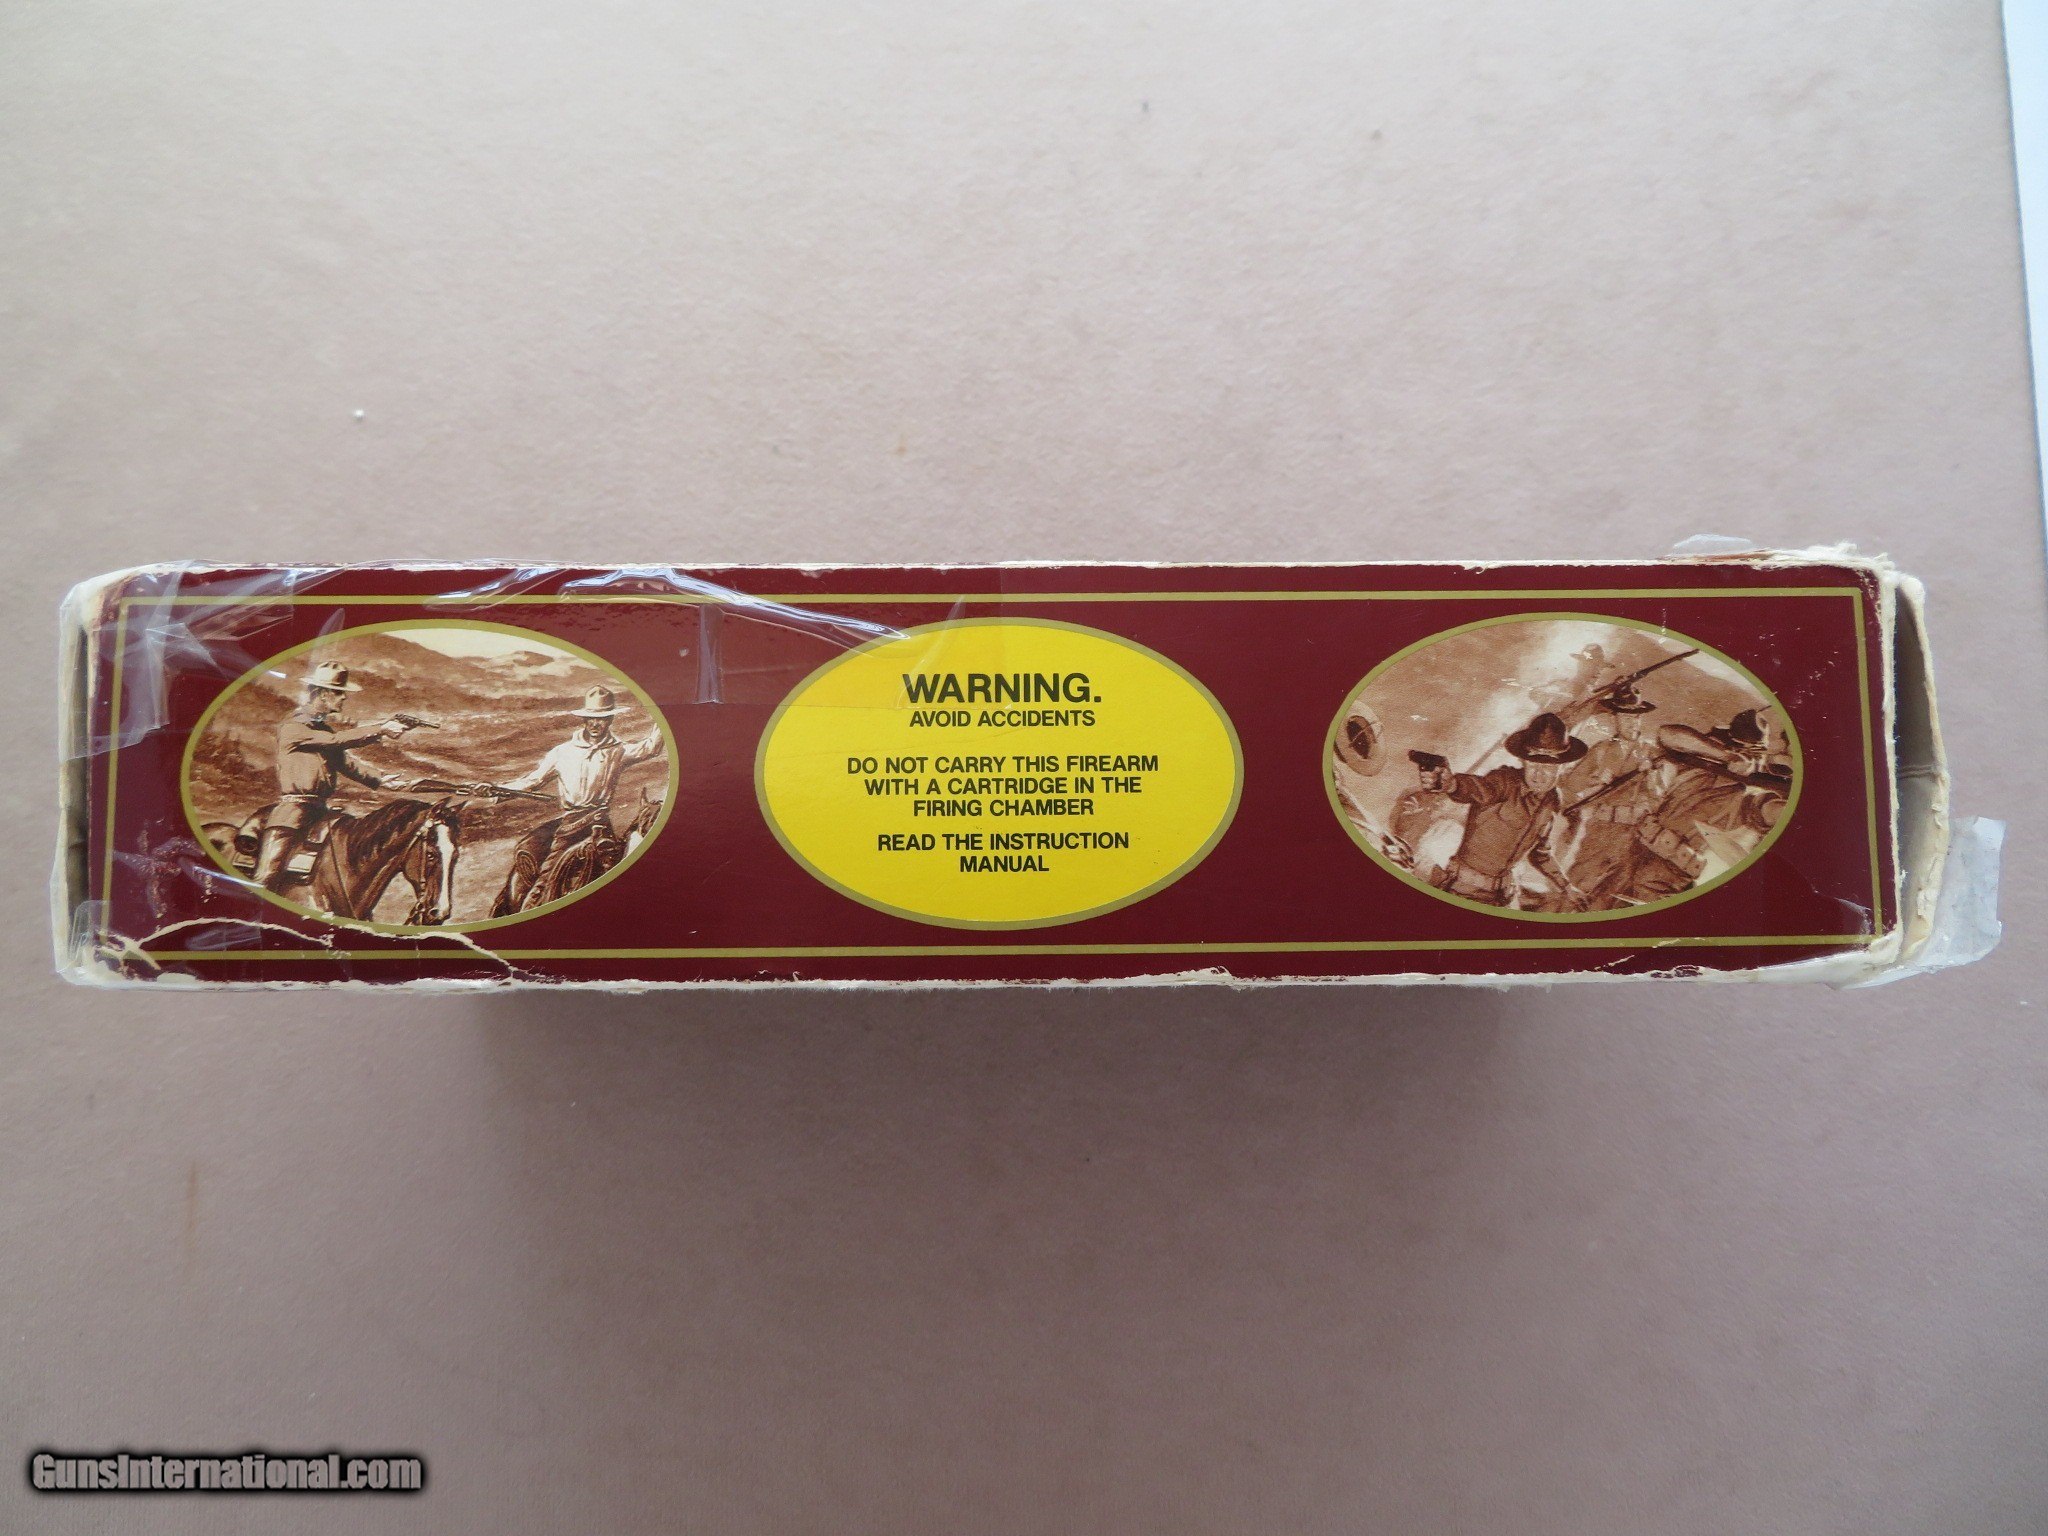 WARNING.
AVOID ACCIDENTS
DO NOT CARRY THIS FIREARM
WITH A CARTRIDGE IN THE
FIRING CHAMBER
READ THE INSTRUCTION
MANUAL
GunsInternational.com